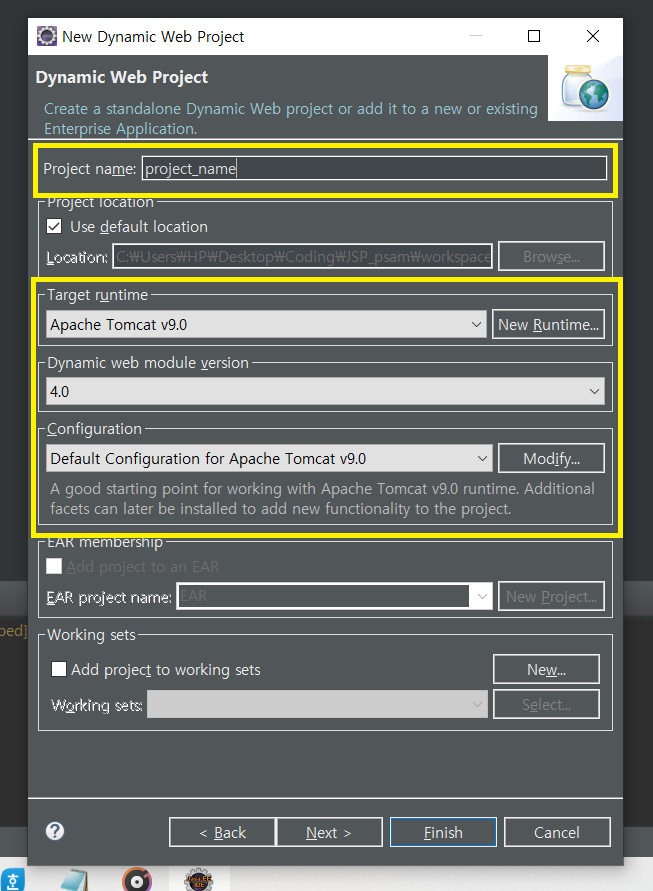 New Dynamic Web Project
Dynamic Web Project
Create a standalone Dynamic Web project or add it to a new or existing
Enterprise Application.
Project name: project_name
Project location
Use default location
Location: C:₩Users₩HP₩Desktop₩Coding₩JSP_psam₩workspace
Browse...
Target runtime
Apache Tomcat v9.0
New Runtime...
Dynamic web module version
4.0
Configuration
Default Configuration for Apache Tomcat v9.0
Modify...
A good starting point for working with Apache Tomcat v9.0 runtime. Additional
facets can later be installed to add new functionality to the project.
EAR membership
Add project to an EAR
EAR project name: EAR
New Project...
bed]
Working sets
Add project to working sets
New...
Working sets:
Select...
?
< Back
Next >
Finish
Cancel